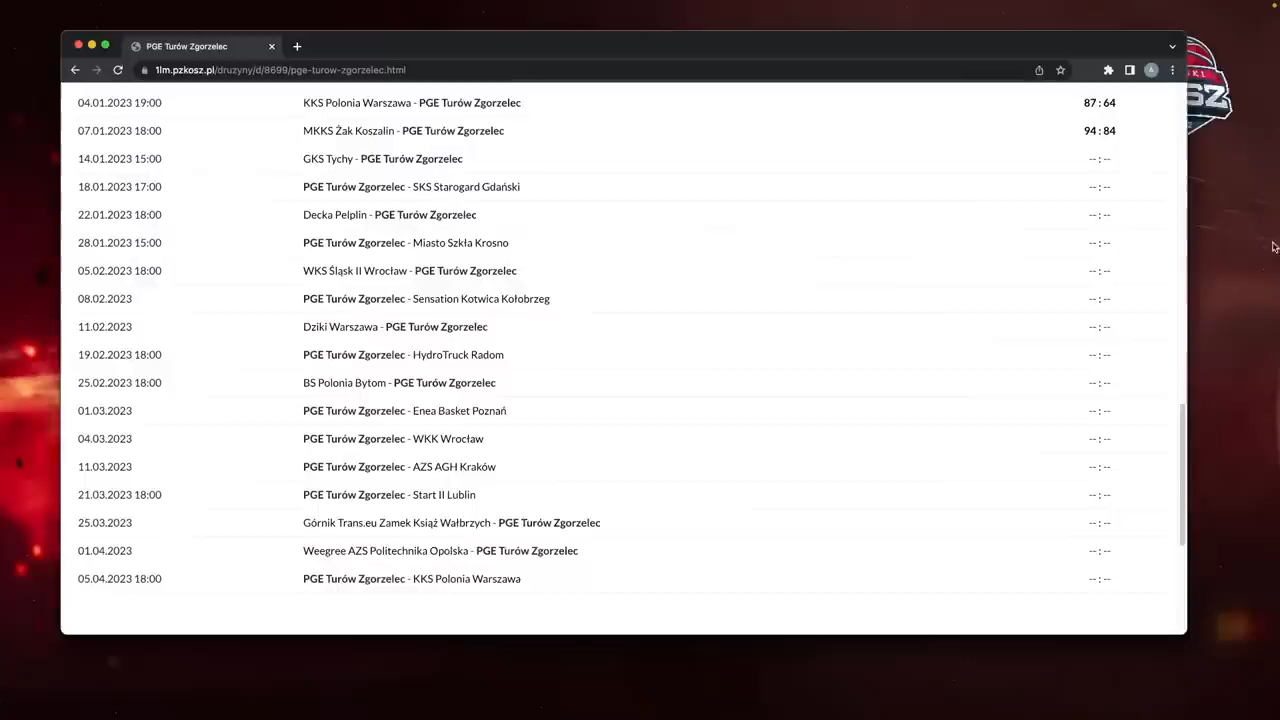 PGE Turów Zgorzelec
1lm.pzkosz.pl/druzyny/d/8699/pge-turow-zgorzelec.html
04.01.2023 19:00 KKS Polonia Warszawa - PGE Turów Zgorzelec 87 : 64
07.01.2023 18:00 MKKS Żak Koszalin - PGE Turów Zgorzelec 94 : 84
14.01.2023 15:00 GKS Tychy - PGE Turów Zgorzelec -- : --
18.01.2023 17:00 PGE Turów Zgorzelec - SKS Starogard Gdański -- : --
22.01.2023 18:00 Decka Pelplin - PGE Turów Zgorzelec -- : --
28.01.2023 15:00 PGE Turów Zgorzelec - Miasto Szkła Krosno -- : --
05.02.2023 18:00 WKS Śląsk II Wrocław - PGE Turów Zgorzelec -- : --
08.02.2023 PGE Turów Zgorzelec - Sensation Kotwica Kołobrzeg -- : --
11.02.2023 Dziki Warszawa - PGE Turów Zgorzelec -- : --
19.02.2023 18:00 PGE Turów Zgorzelec - HydroTruck Radom -- : --
25.02.2023 18:00 BS Polonia Bytom - PGE Turów Zgorzelec -- : --
01.03.2023 PGE Turów Zgorzelec - Enea Basket Poznań -- : --
04.03.2023 PGE Turów Zgorzelec - WKK Wrocław -- : --
11.03.2023 PGE Turów Zgorzelec - AZS AGH Kraków -- : --
21.03.2023 18:00 PGE Turów Zgorzelec - Start II Lublin -- : --
25.03.2023 Górnik Trans.eu Zamek Książ Wałbrzych - PGE Turów Zgorzelec -- : --
01.04.2023 Weegree AZS Politechnika Opolska - PGE Turów Zgorzelec -- : --
05.04.2023 18:00 PGE Turów Zgorzelec - KKS Polonia Warszawa -- : --